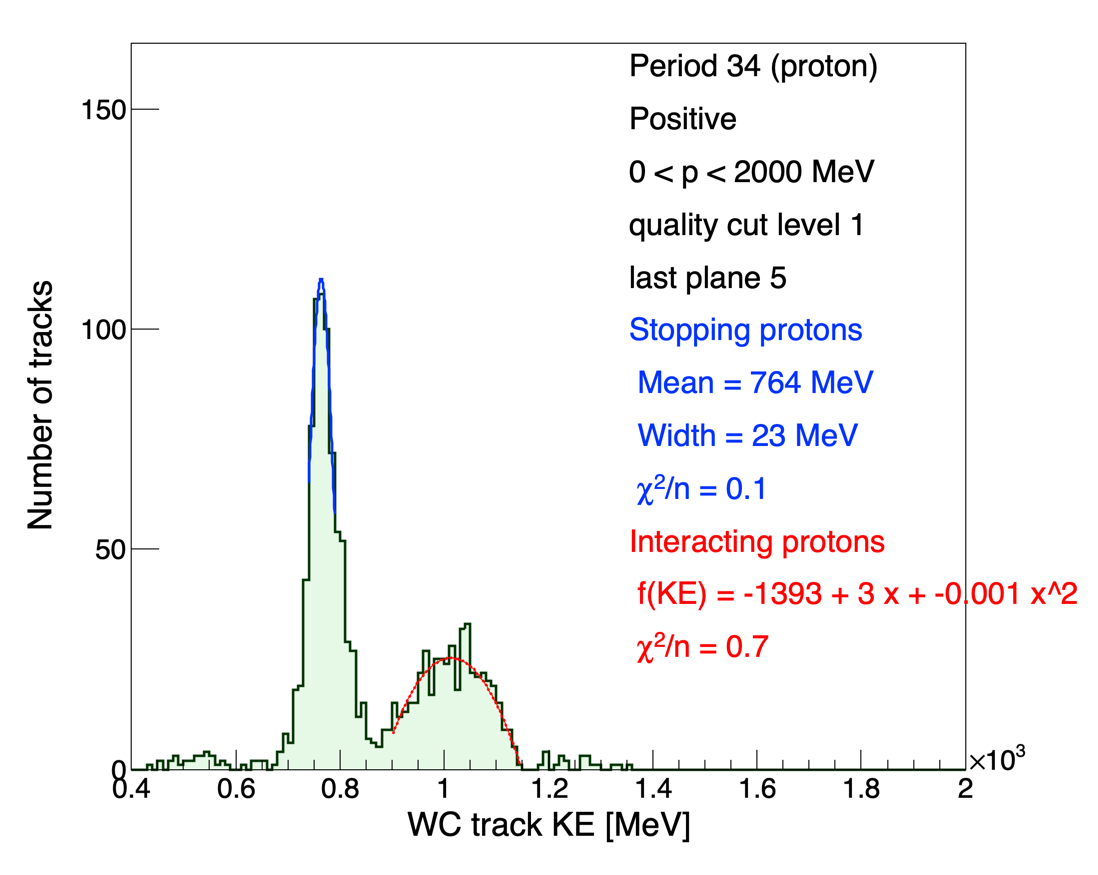 Period 34 (proton)
Positive
0 < p < 2000 MeV
quality cut level 1
last plane 5
Stopping protons
Mean = 764 MeV
Width = 23 MeV
χ²/n = 0.1
Interacting protons
f(KE) = -1393 + 3 x + -0.001 x^2
χ²/n = 0.7
Number of tracks
150
100
50
0
0.4 0.6 0.8 1 1.2 1.4 1.6 1.8 2
×10³
WC track KE [MeV]